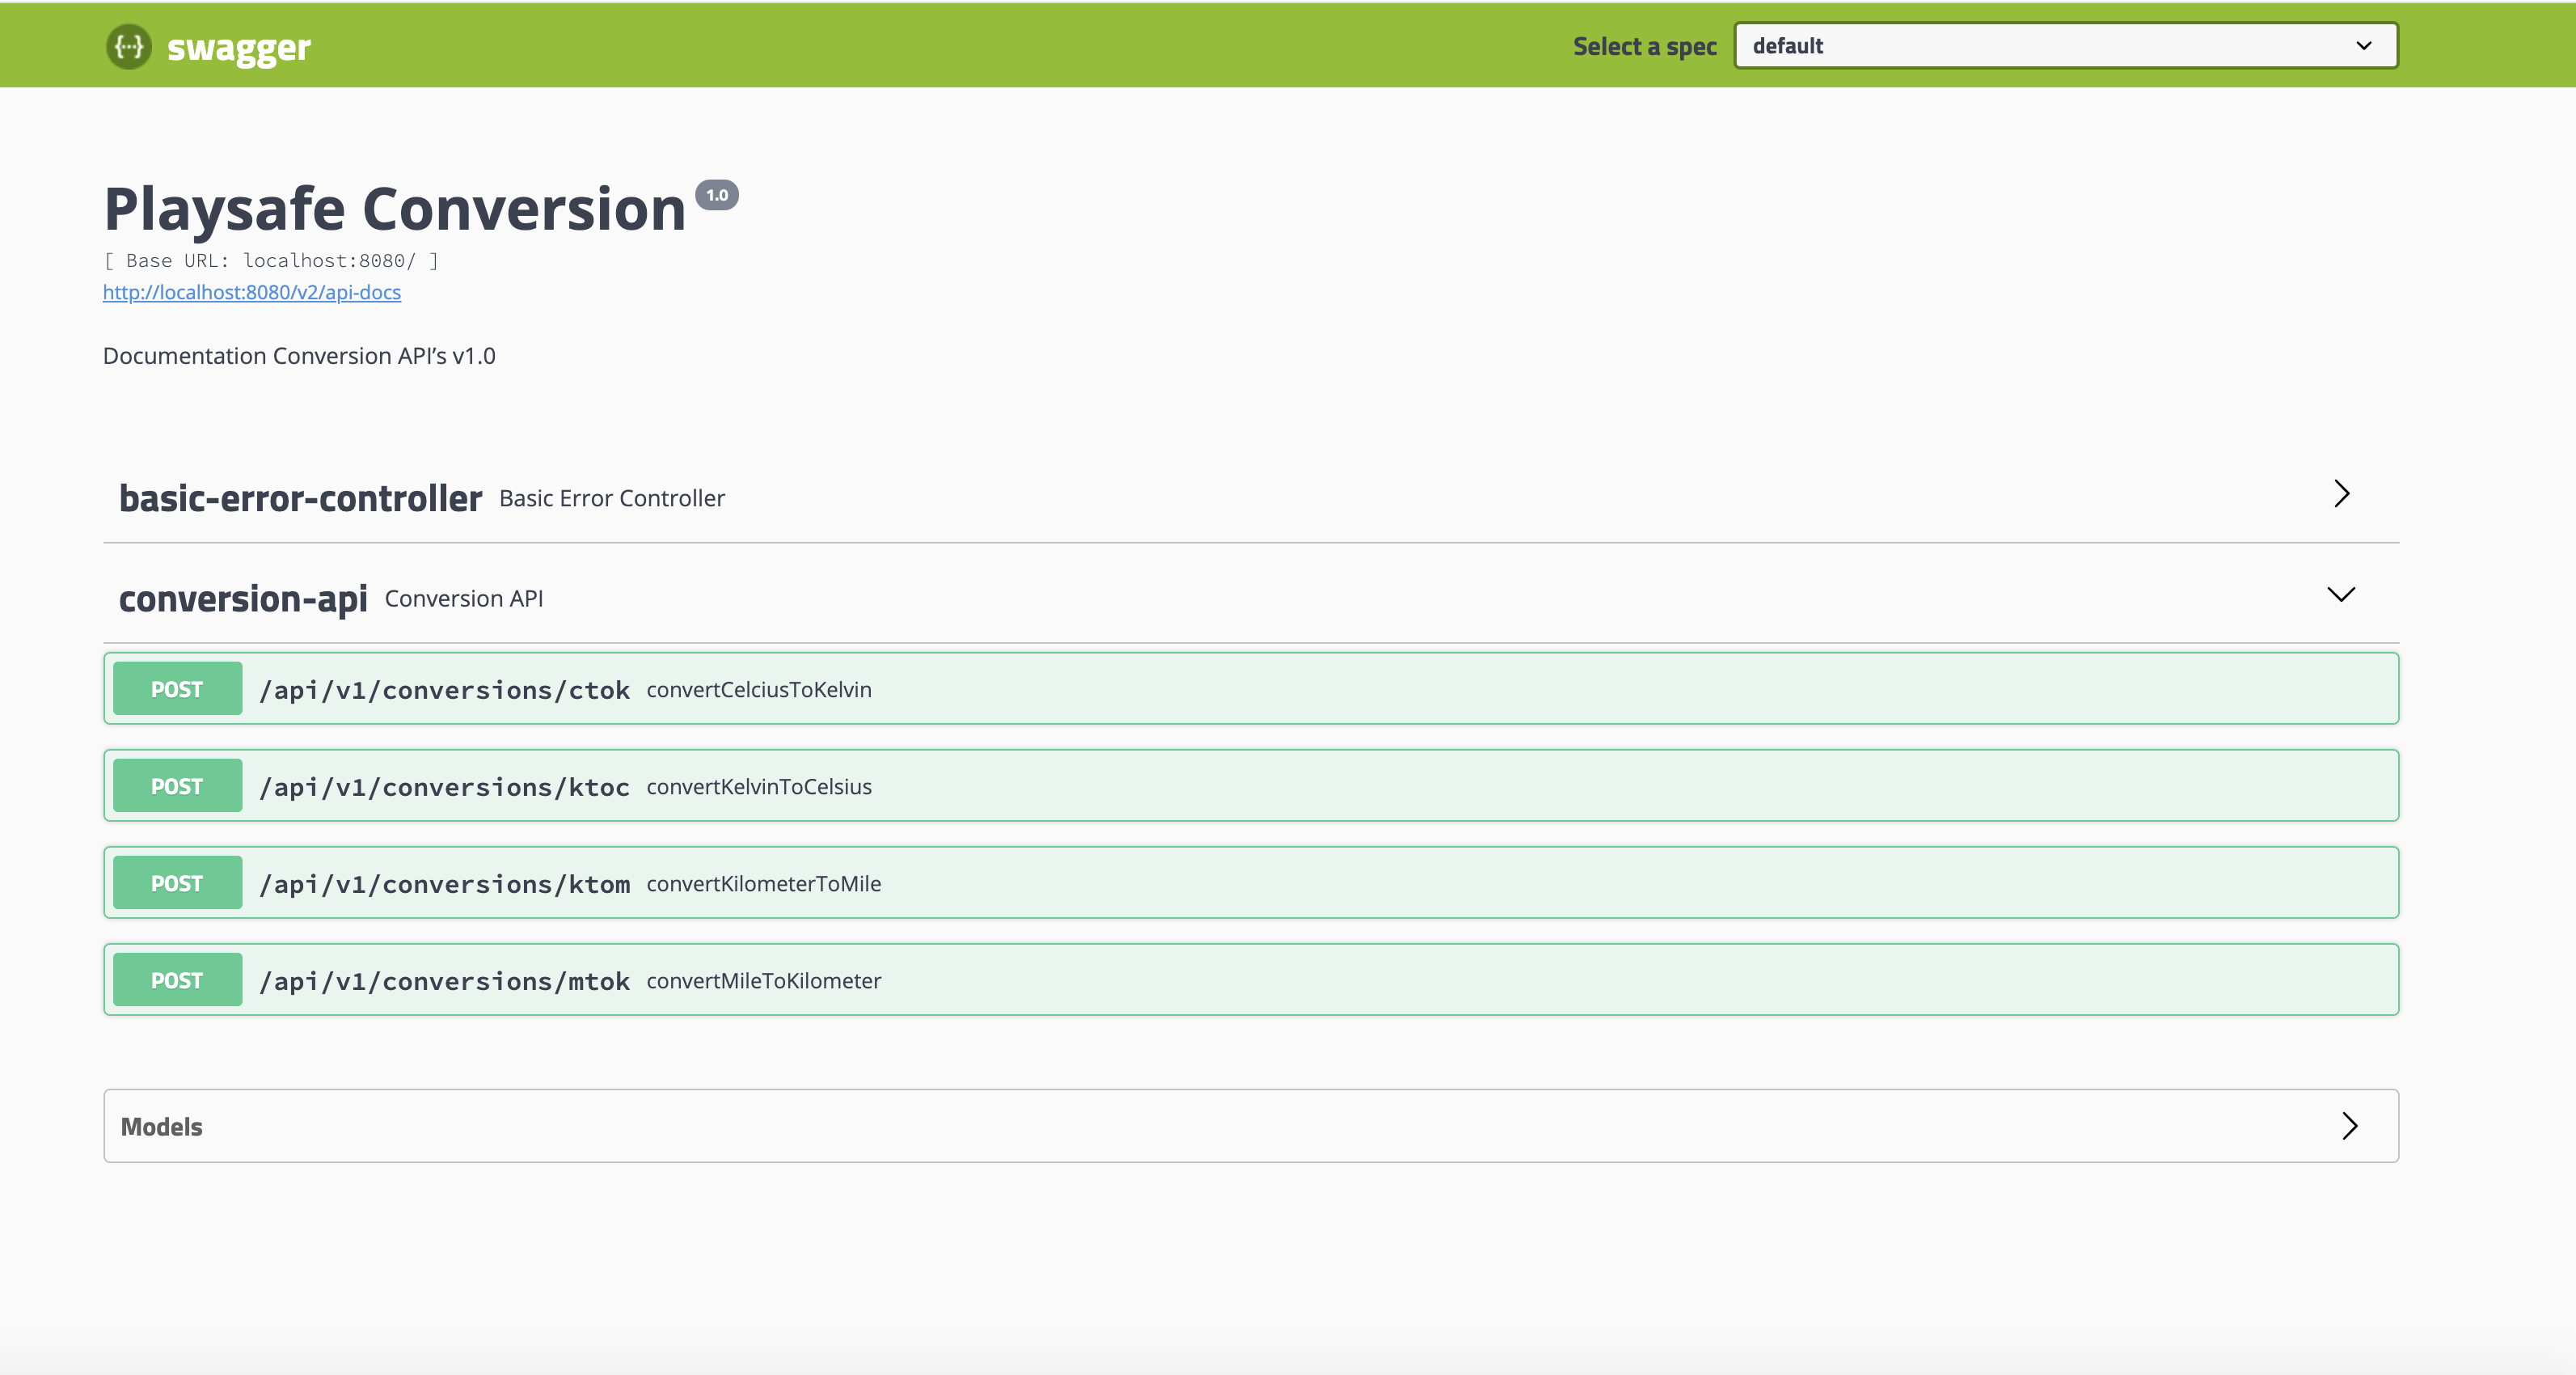 {...} swagger
Select a spec default
Playsafe Conversion 1.0
[ Base URL: localhost:8080/ ]
http://localhost:8080/v2/api-docs
Documentation Conversion API’s v1.0
basic-error-controller Basic Error Controller
conversion-api Conversion API
POST /api/v1/conversions/ctok convertCelciusToKelvin
POST /api/v1/conversions/ktoc convertKelvinToCelsius
POST /api/v1/conversions/ktom convertKilometerToMile
POST /api/v1/conversions/mtok convertMileToKilometer
Models